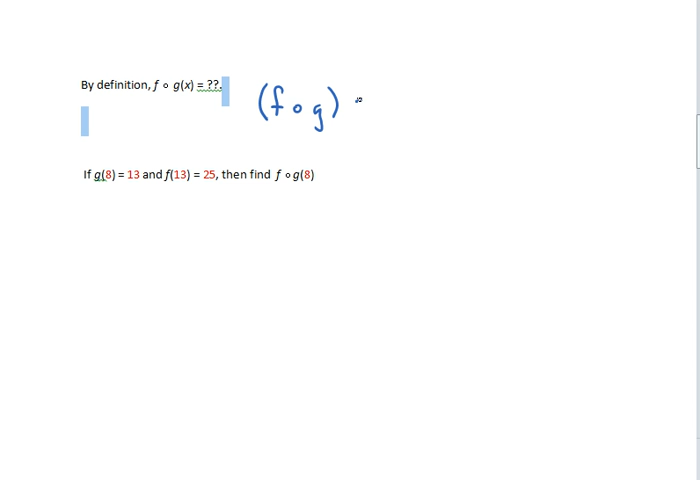 By definition, f ∘ g(x) = ??.
(f ∘ g)
If g(8) = 13 and f(13) = 25, then find f ∘ g(8)